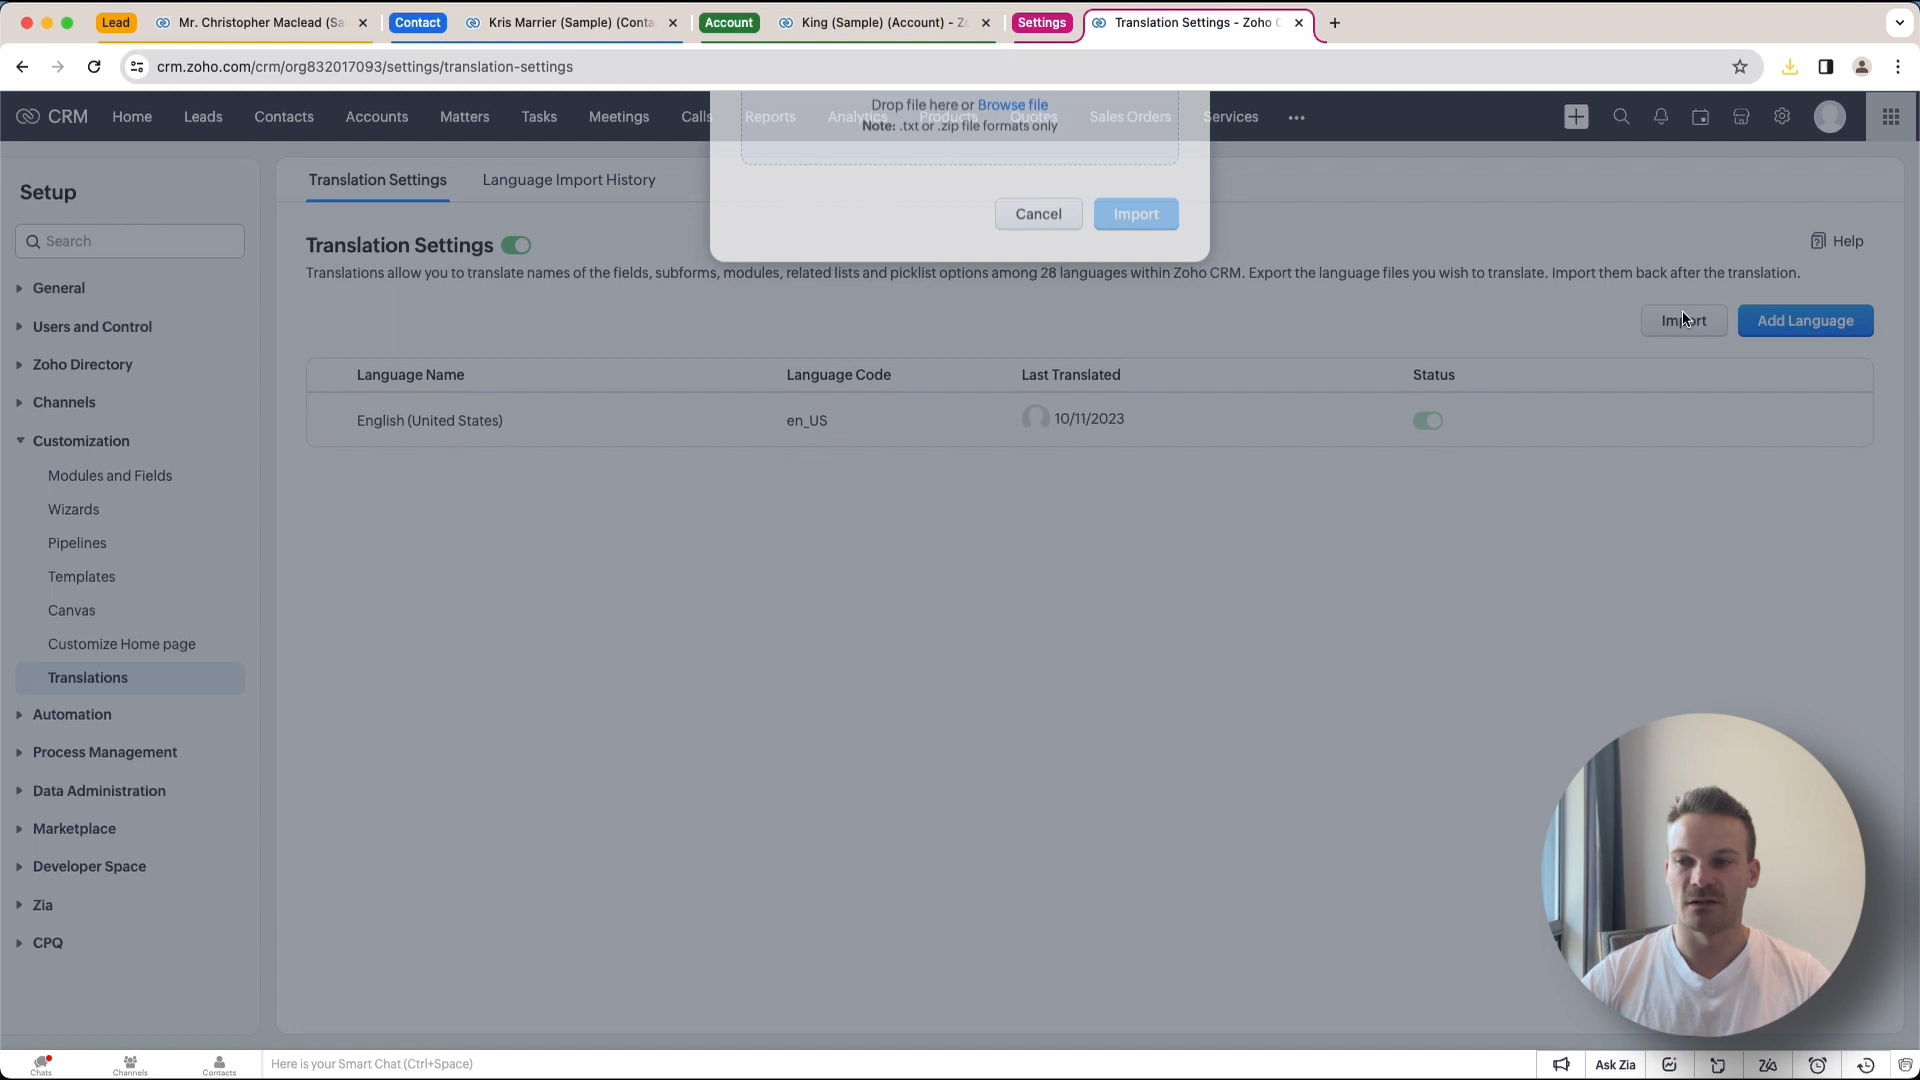 Lead
Mr. Christopher Maclead (Sa
Contact
Kris Marrier (Sample) (Conta
Account
King (Sample) (Account) - Zo
Settings
Translation Settings - Zoho C
crm.zoho.com/crm/org832017093/settings/translation-settings
CRM
Home
Leads
Contacts
Accounts
Matters
Tasks
Meetings
Calls
Reports
Analytics
Products
Quotes
Sales Orders
Services
Drop file here or Browse file
Note: .txt or .zip file formats only
Cancel
Import
Setup
Search
General
Users and Control
Zoho Directory
Channels
Customization
Modules and Fields
Wizards
Pipelines
Templates
Canvas
Customize Home page
Translations
Automation
Process Management
Data Administration
Marketplace
Developer Space
Zia
CPQ
Translation Settings
Language Import History
Translation Settings
Help
Translations allow you to translate names of the fields, subforms, modules, related lists and picklist options among 28 languages within Zoho CRM. Export the language files you wish to translate. Import them back after the translation.
Import
Add Language
Language Name
Language Code
Last Translated
Status
English (United States)
en_US
10/11/2023
Chats
Channels
Contacts
Here is your Smart Chat (Ctrl+Space)
Ask Zia